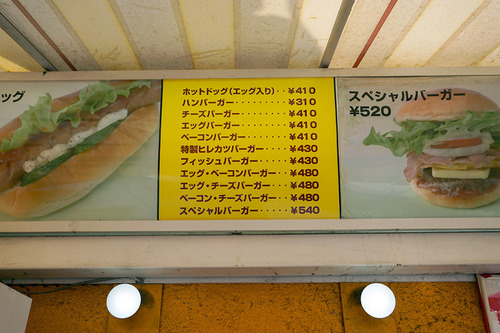 ッグ
ホットドッグ(エッグ入り)‥¥410
ハンバーガー‥‥‥‥¥310
チーズバーガー‥‥‥¥410
エッグバーガー‥‥‥¥410
ベーコンバーガー‥‥¥410
特製ヒレカツバーガー‥¥430
フィッシュバーガー‥‥¥430
エッグ・ベーコンバーガー‥¥480
エッグ・チーズバーガー‥‥¥480
ベーコン・チーズバーガー‥¥480
スペシャルバーガー‥‥‥¥540
スペシャルバーガー
¥520